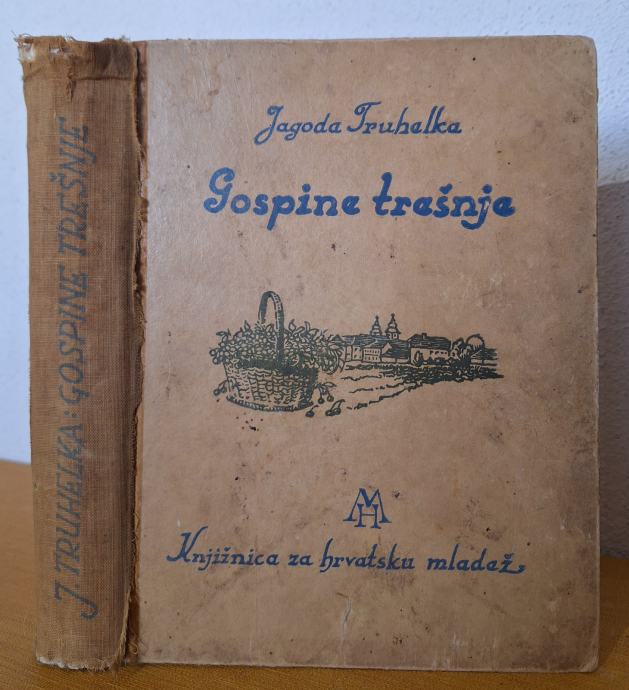 J TRUHELKA: GOSPINE TREŠNJE
Jagoda Truhelka
Gospine trešnje
MH
Knjižnica za hrvatsku mladež